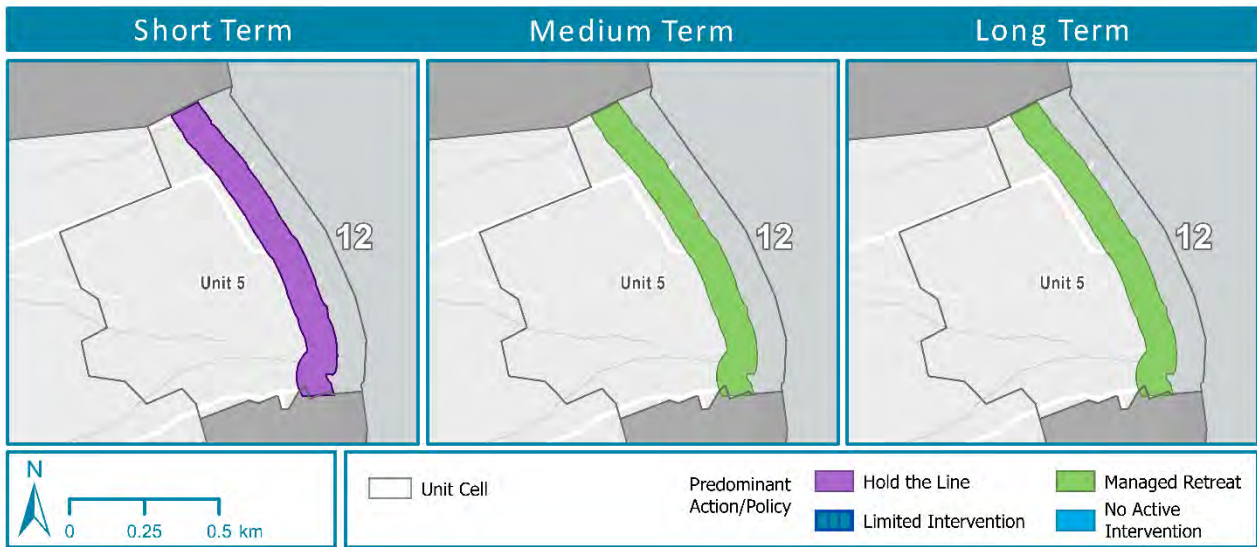 Short Term
Medium Term
Long Term
12
Unit 5
12
Unit 5
12
Unit 5
N
0 0.25 0.5 km
Unit Cell
Predominant
Action/Policy
Hold the Line
Limited Intervention
Managed Retreat
No Active
Intervention